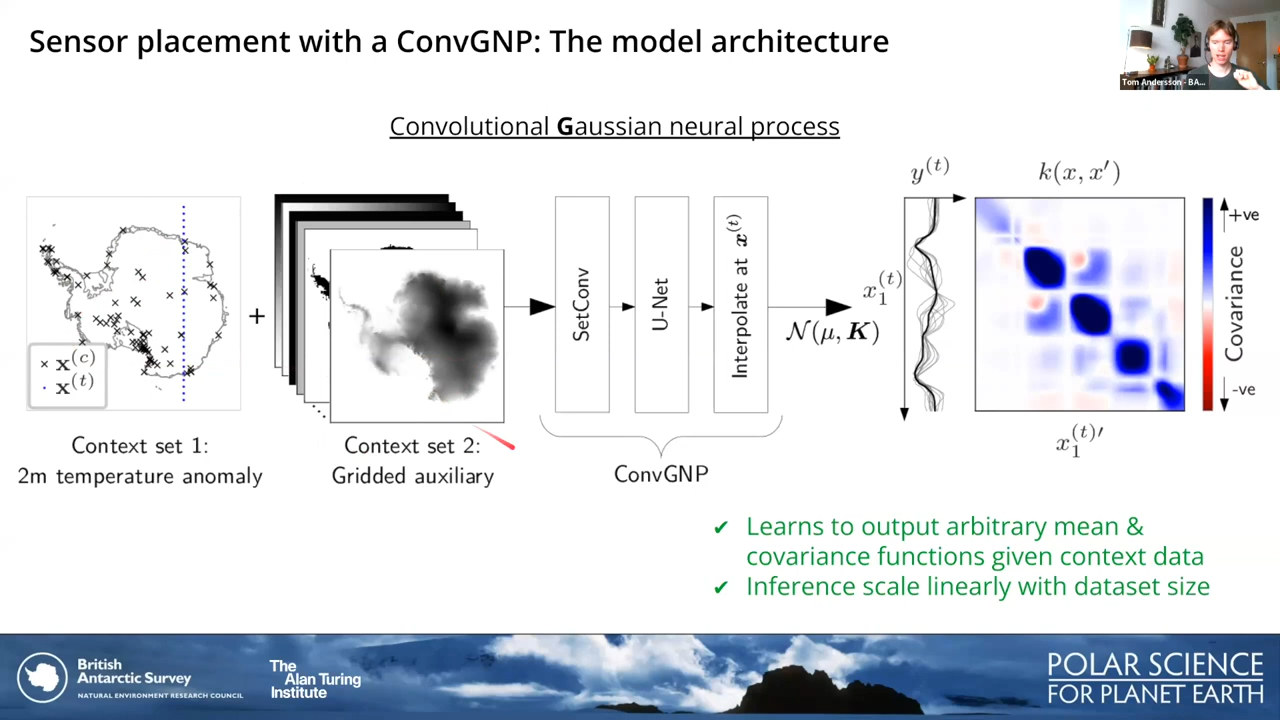 Sensor placement with a ConvGNP: The model architecture
Tom Andersson - BA...
Convolutional Gaussian neural process
× x^(c)
· x^(t)
Context set 1:
2m temperature anomaly
+
Context set 2:
Gridded auxiliary
SetConv
U-Net
Interpolate at x^(t)
ConvGNP
N(μ, K)
y^(t)
x_1^(t)
k(x, x′)
x_1^(t)′
+ve
Covariance
-ve
✔ Learns to output arbitrary mean &
covariance functions given context data
✔ Inference scale linearly with dataset size
British
Antarctic Survey
NATURAL ENVIRONMENT RESEARCH COUNCIL
The
Alan Turing
Institute
POLAR SCIENCE
FOR PLANET EARTH